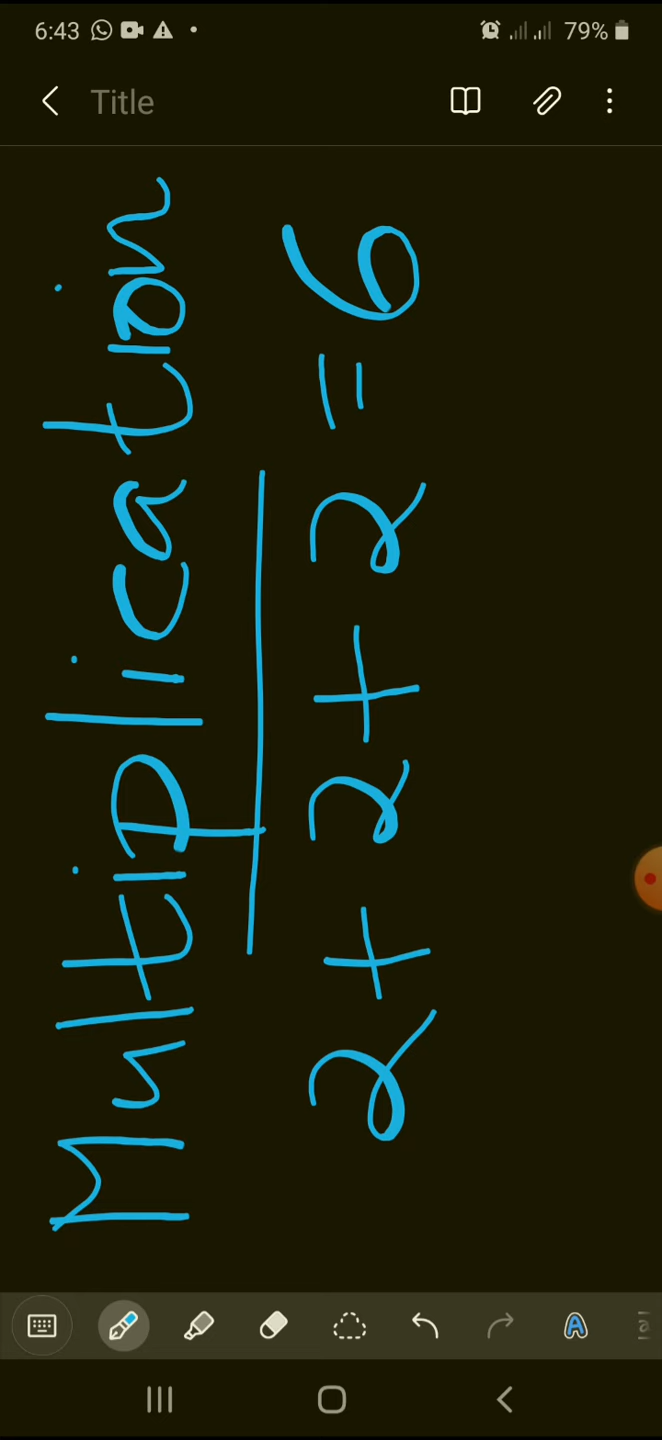 6:43 79%
Title
Multiplication
2 + 2 + 2 = 6
A